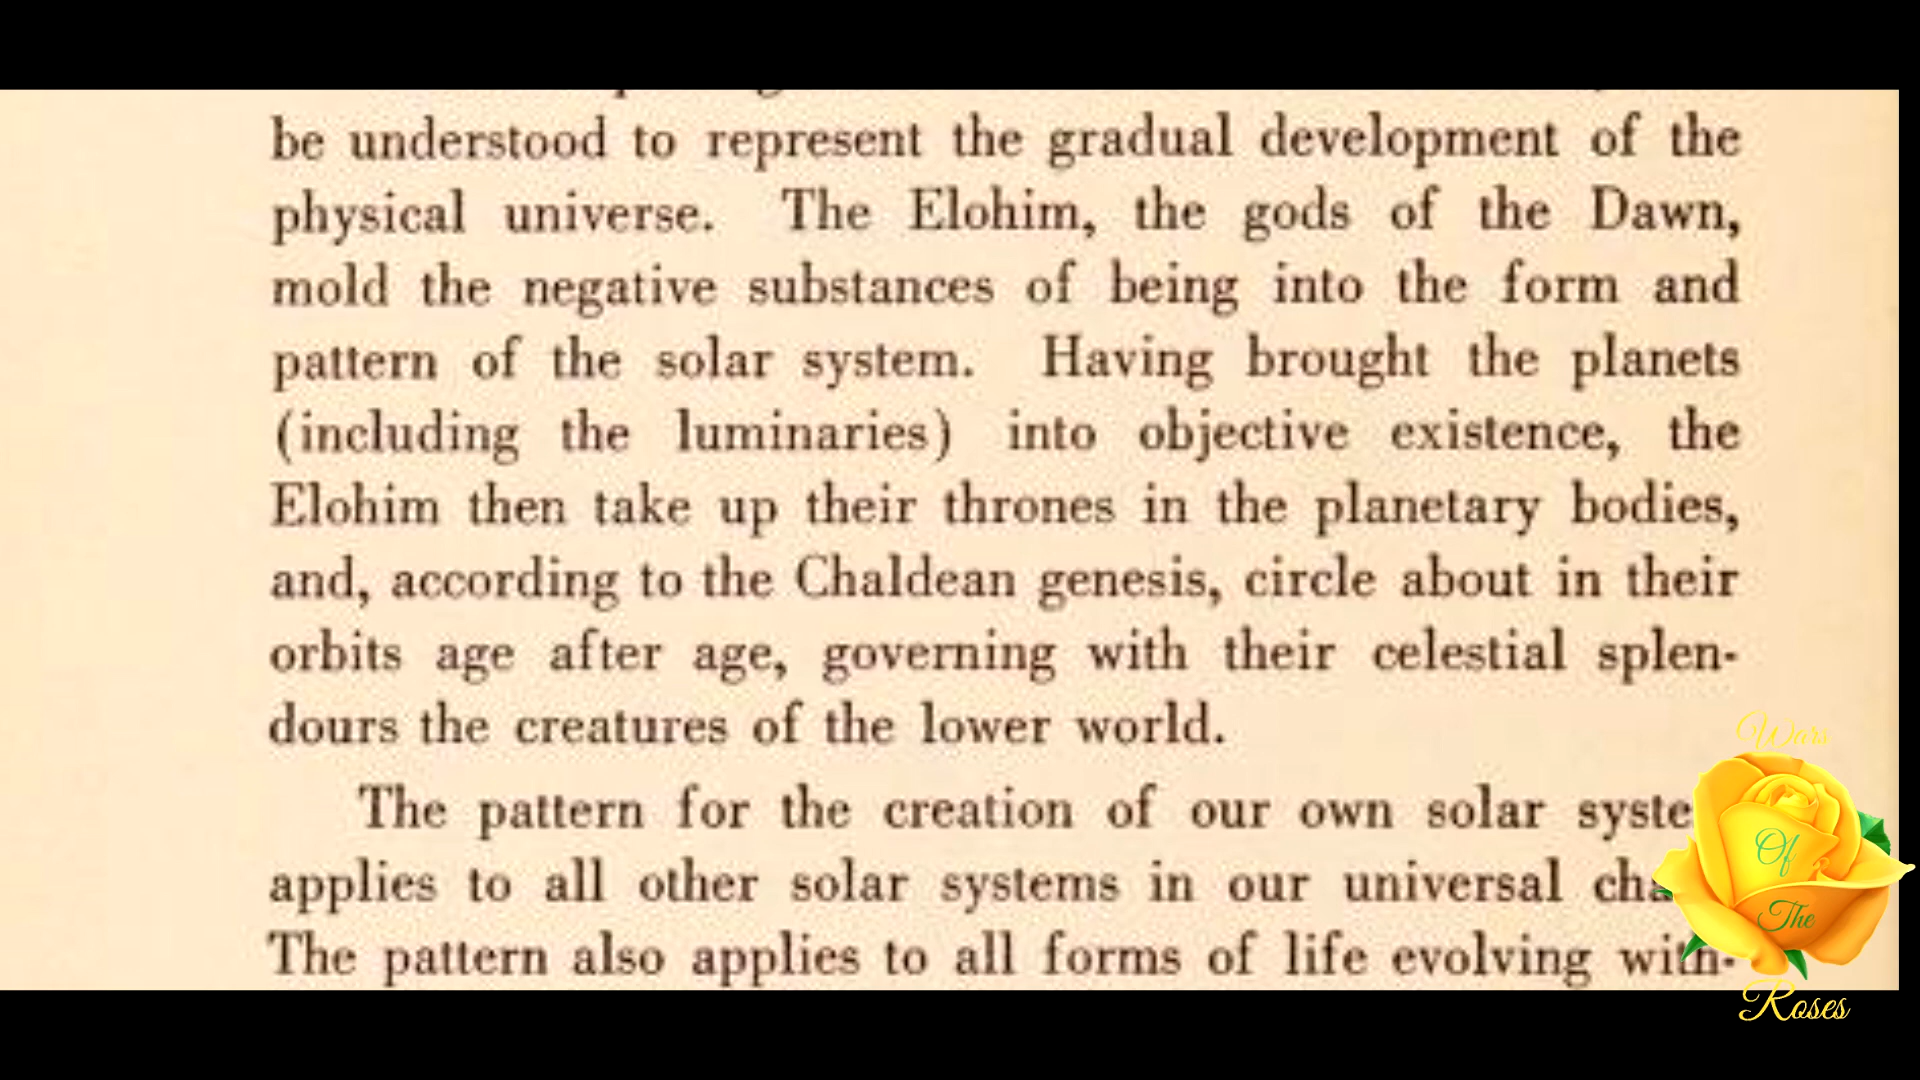 be understood to represent the gradual development of the
physical universe. The Elohim, the gods of the Dawn,
mold the negative substances of being into the form and
pattern of the solar system. Having brought the planets
(including the luminaries) into objective existence, the
Elohim then take up their thrones in the planetary bodies,
and, according to the Chaldean genesis, circle about in their
orbits age after age, governing with their celestial splen-
dours the creatures of the lower world.
The pattern for the creation of our own solar
applies to all other solar systems in our universal
The pattern also applies to all forms of life evolving with-
Wars
Of
The
Roses